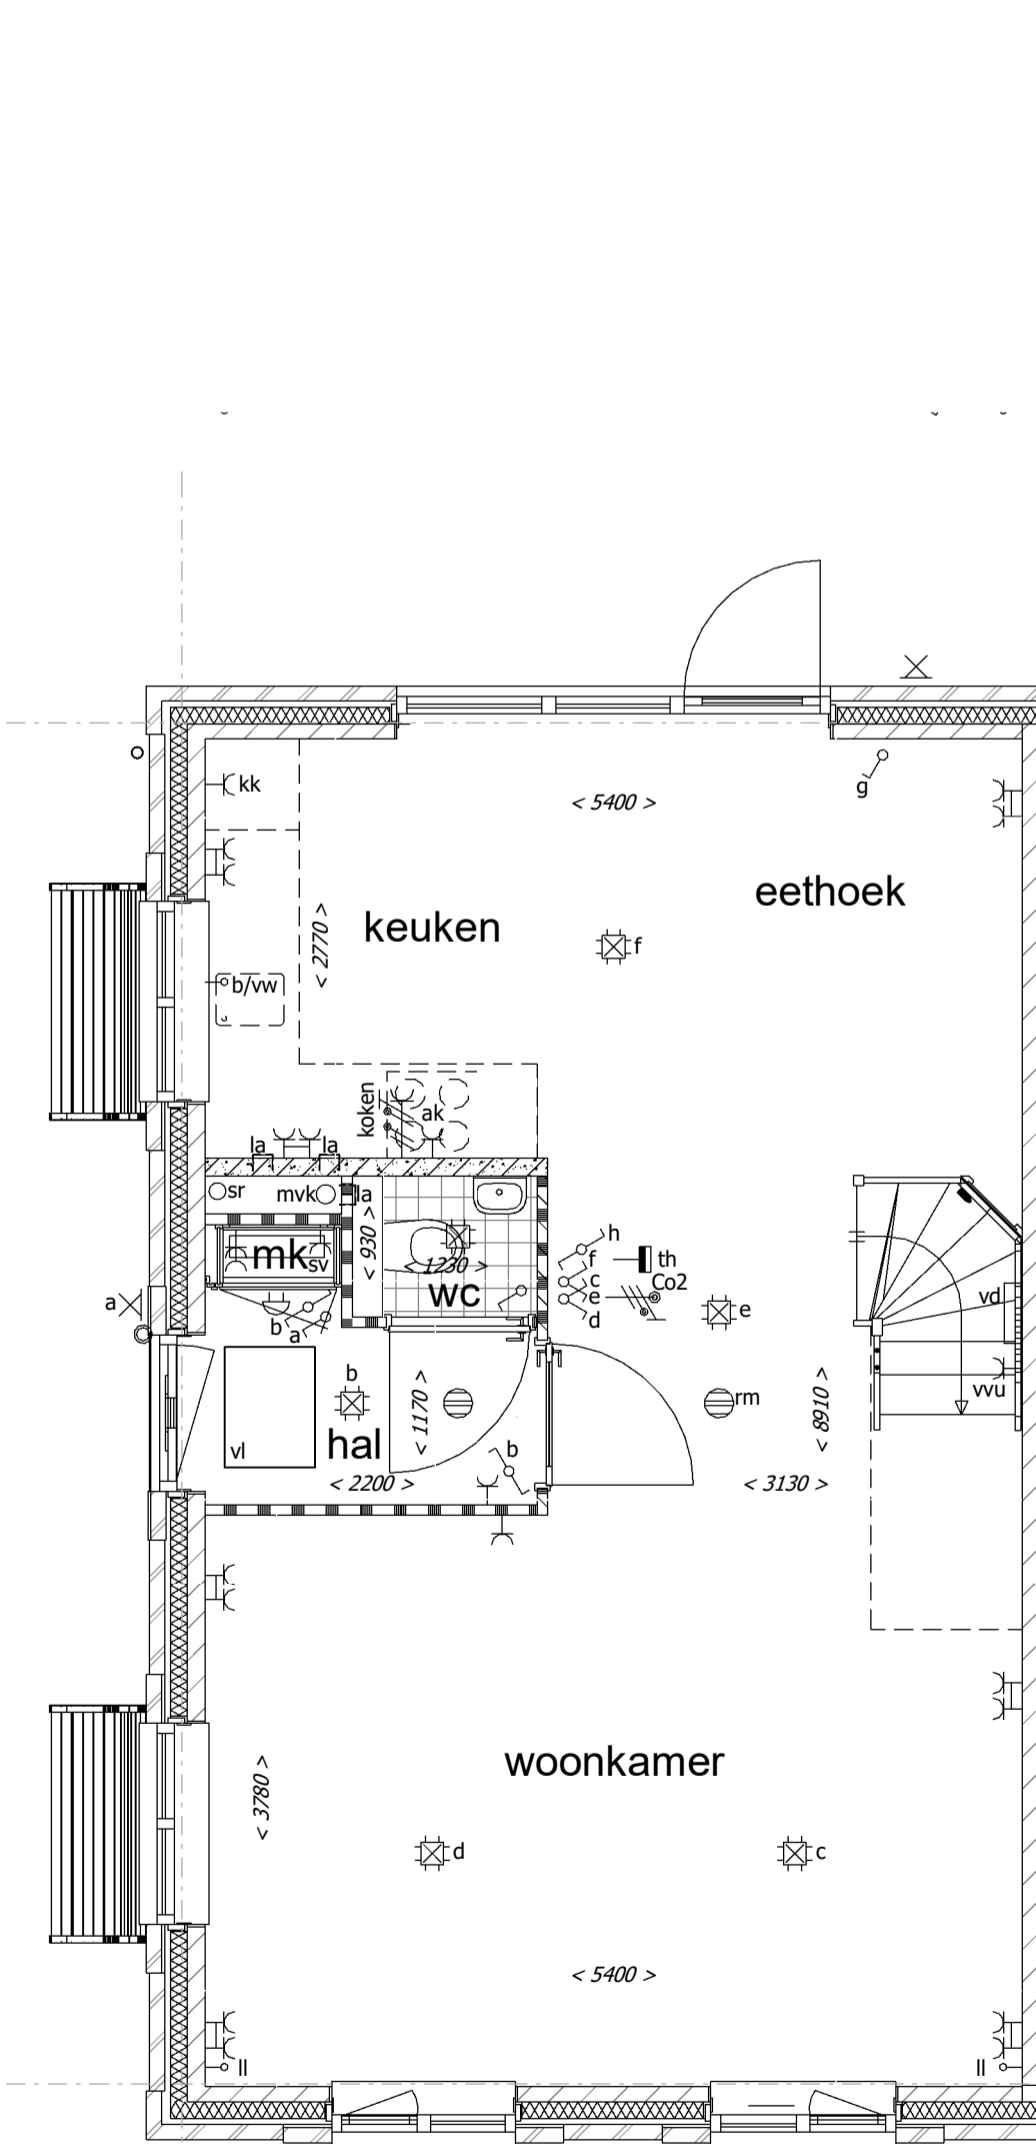 kk
g
< 5400 >
eethoek
keuken
< 2770 >
f
b/vw
koken
ak
la
la
sr
mvk
la
< 930 >
h
mk
sv
< 1230 >
f
th
wc
c
Co2
e
vd
a
d
e
b
a
b
< 1170 >
rm
vvu
< 8910 >
vl
hal
b
< 2200 >
< 3130 >
woonkamer
< 3780 >
d
c
< 5400 >
ll
ll